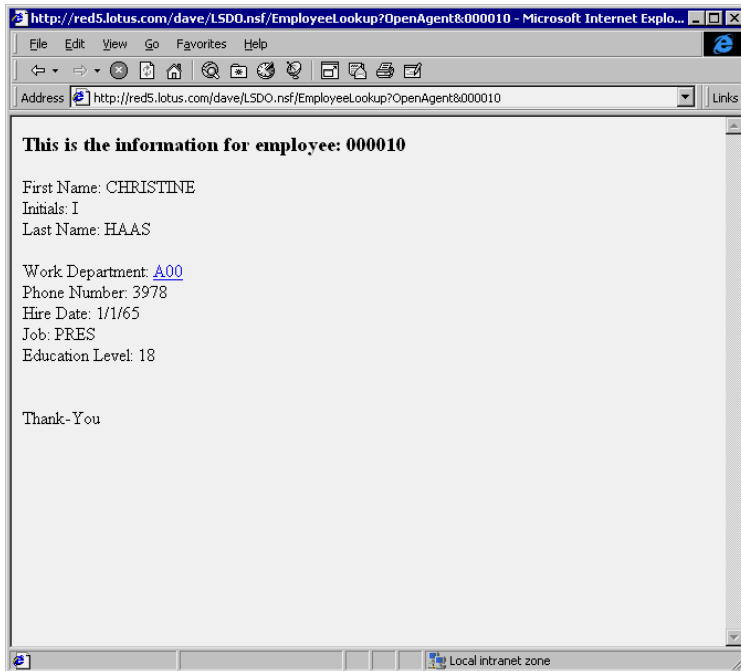 http://red5.lotus.com/dave/LSDO.nsf/EmployeeLookup?OpenAgent&000010 - Microsoft Internet Explo...
File Edit View Go Favorites Help
Address http://red5.lotus.com/dave/LSDO.nsf/EmployeeLookup?OpenAgent&000010 Links
This is the information for employee: 000010
First Name: CHRISTINE
Initials: I
Last Name: HAAS
Work Department: A00
Phone Number: 3978
Hire Date: 1/1/65
Job: PRES
Education Level: 18
Thank-You
Local intranet zone